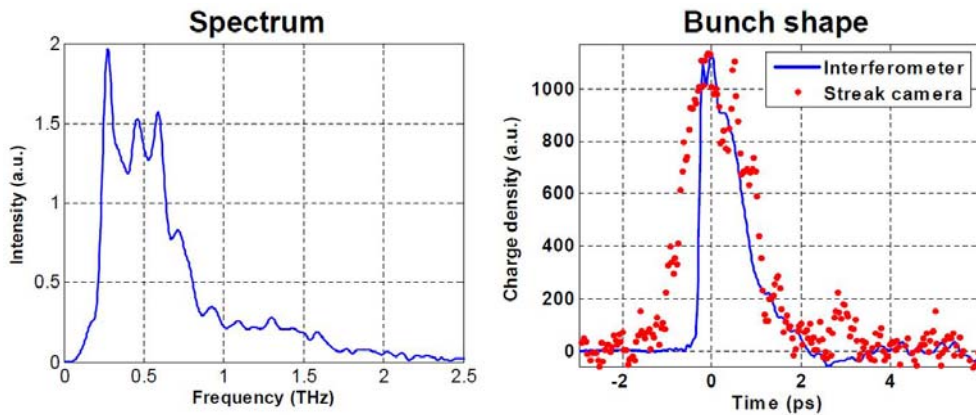 Spectrum
Intensity (a.u.)
2
1.5
1
0.5
0
0
0.5
1
1.5
2
2.5
Frequency (THz)
Bunch shape
Charge density (a.u.)
1000
800
600
400
200
0
-2
0
2
4
Time (ps)
Interferometer
Streak camera